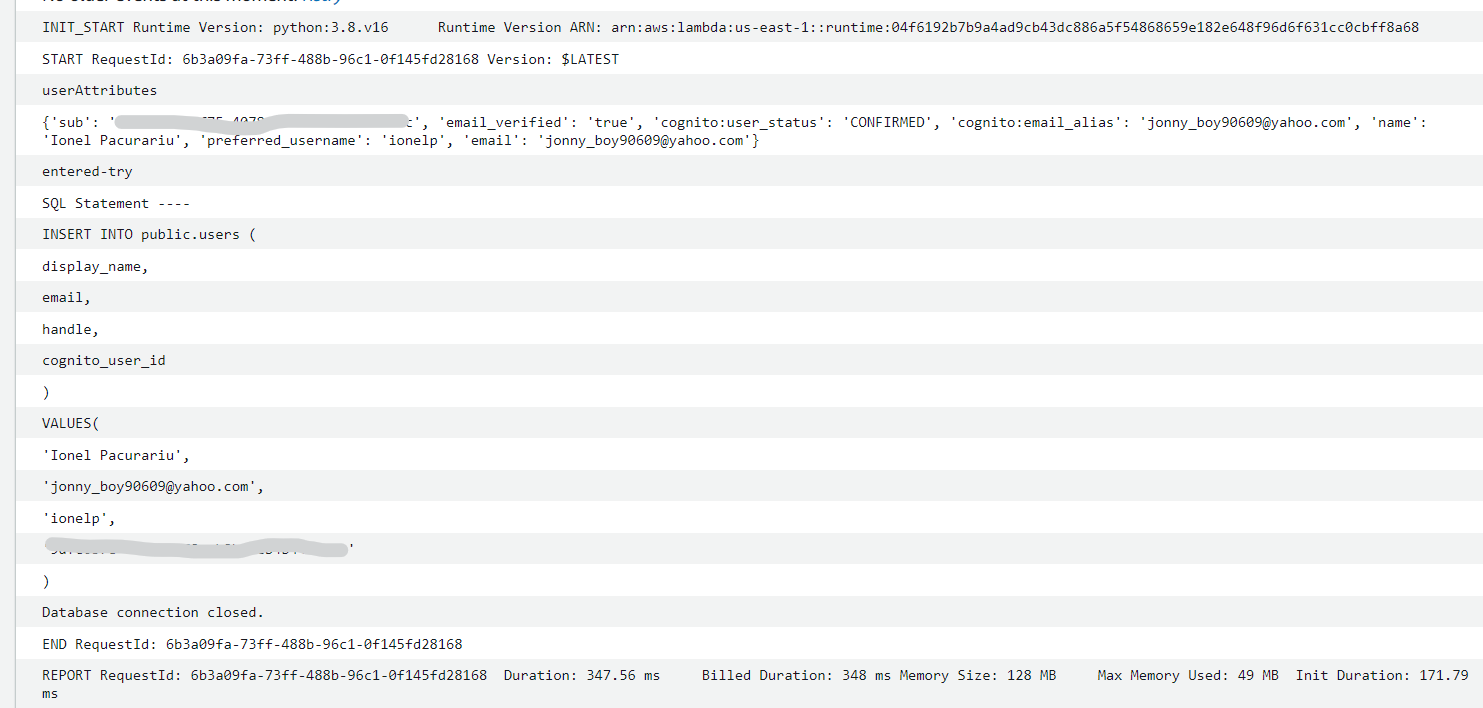 INIT_START Runtime Version: python:3.8.v16 Runtime Version ARN: arn:aws:lambda:us-east-1::runtime:04f6192b7b9a4ad9cb43dc886a5f54868659e182e648f96d6f631cc0cbff8a68
START RequestId: 6b3a09fa-73ff-488b-96c1-0f145fd28168 Version: $LATEST
userAttributes
{'sub': ' ', 'email_verified': 'true', 'cognito:user_status': 'CONFIRMED', 'cognito:email_alias': 'jonny_boy90609@yahoo.com', 'name':
'Ionel Pacurariu', 'preferred_username': 'ionelp', 'email': 'jonny_boy90609@yahoo.com'}
entered-try
SQL Statement ----
INSERT INTO public.users (
display_name,
email,
handle,
cognito_user_id
)
VALUES(
'Ionel Pacurariu',
'jonny_boy90609@yahoo.com',
'ionelp',
'
)
Database connection closed.
END RequestId: 6b3a09fa-73ff-488b-96c1-0f145fd28168
REPORT RequestId: 6b3a09fa-73ff-488b-96c1-0f145fd28168 Duration: 347.56 ms Billed Duration: 348 ms Memory Size: 128 MB Max Memory Used: 49 MB Init Duration: 171.79
ms